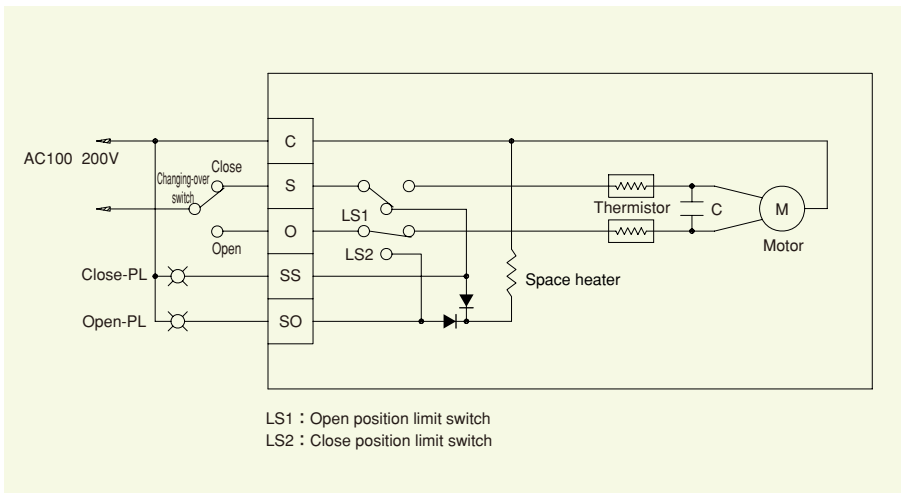 AC100 200V
Changing-over
switch
Close
Open
Close-PL
Open-PL
C
S
O
SS
SO
LS1
LS2
Space heater
Thermistor
C
M
Motor
LS1：Open position limit switch
LS2：Close position limit switch